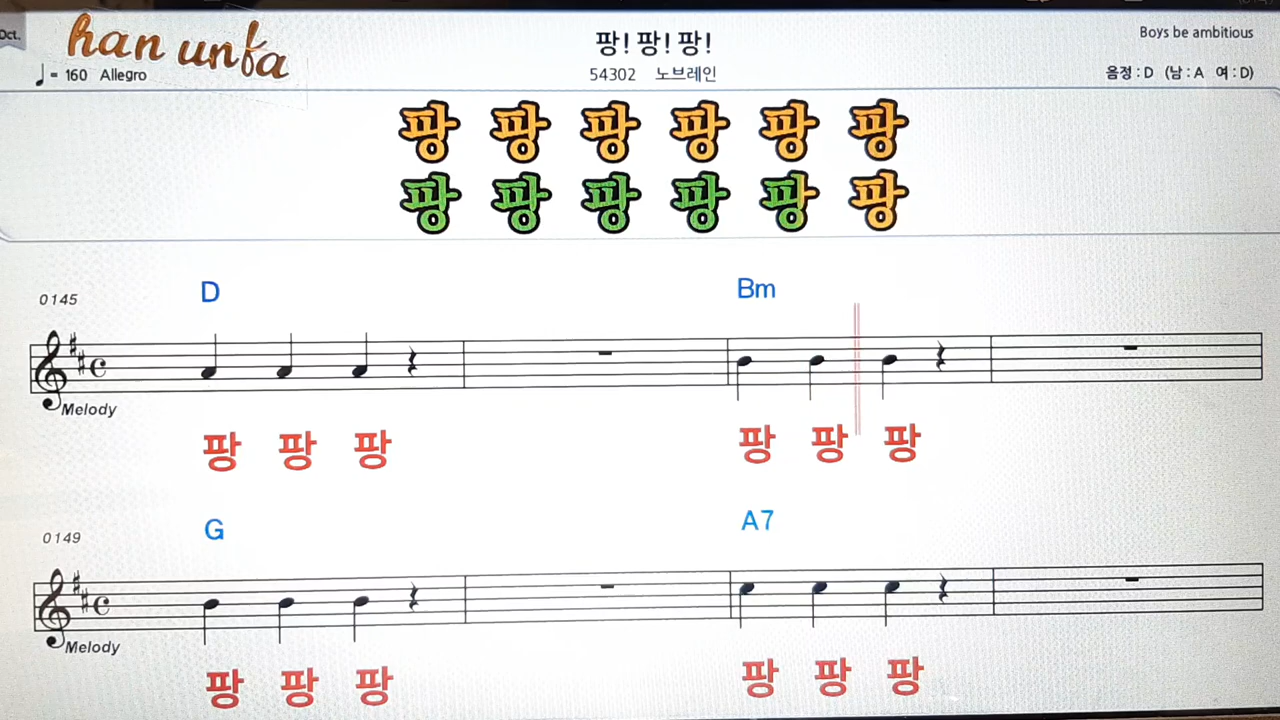 Oct.
han unfa
팡! 팡! 팡!
Boys be ambitious
♩ = 160 Allegro
54302 노브레인
음정 : D (남 : A 여 : D)
팡 팡 팡 팡 팡 팡
팡 팡 팡 팡 팡 팡
0145
D Bm
Melody
팡 팡 팡 팡 팡 팡
0149
G A7
Melody
팡 팡 팡 팡 팡 팡